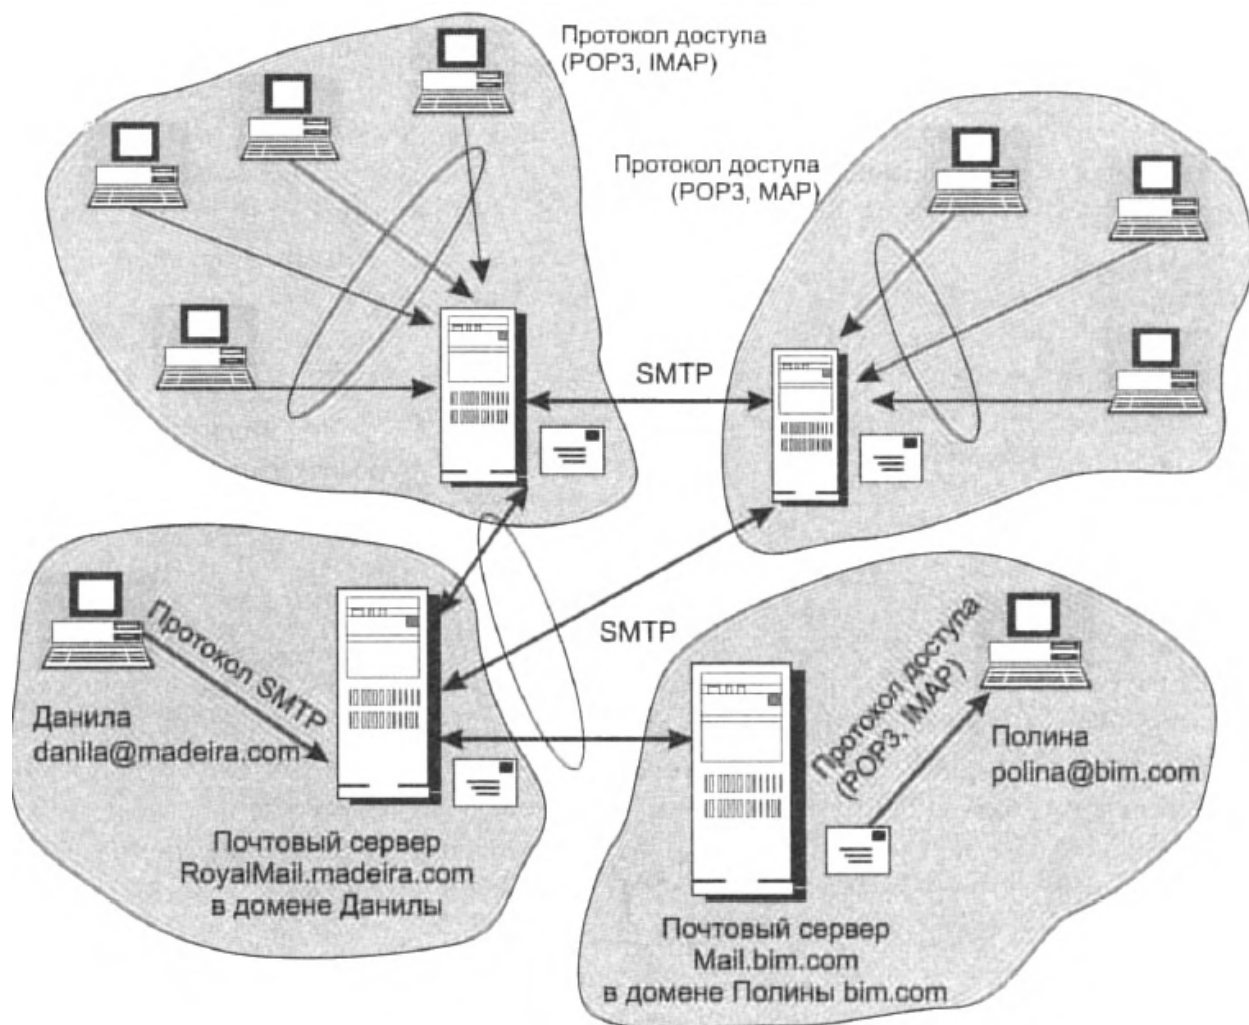 Протокол доступа
(POP3, IMAP)
Протокол доступа
(POP3, MAP)
SMTP
SMTP
Протокол SMTP
Данила
danila@madeira.com
Почтовый сервер
RoyalMail.madeira.com
в домене Данилы
Протокол доступа
(POP3, IMAP)
Полина
polina@bim.com
Почтовый сервер
Mail.bim.com
в домене Полины bim.com